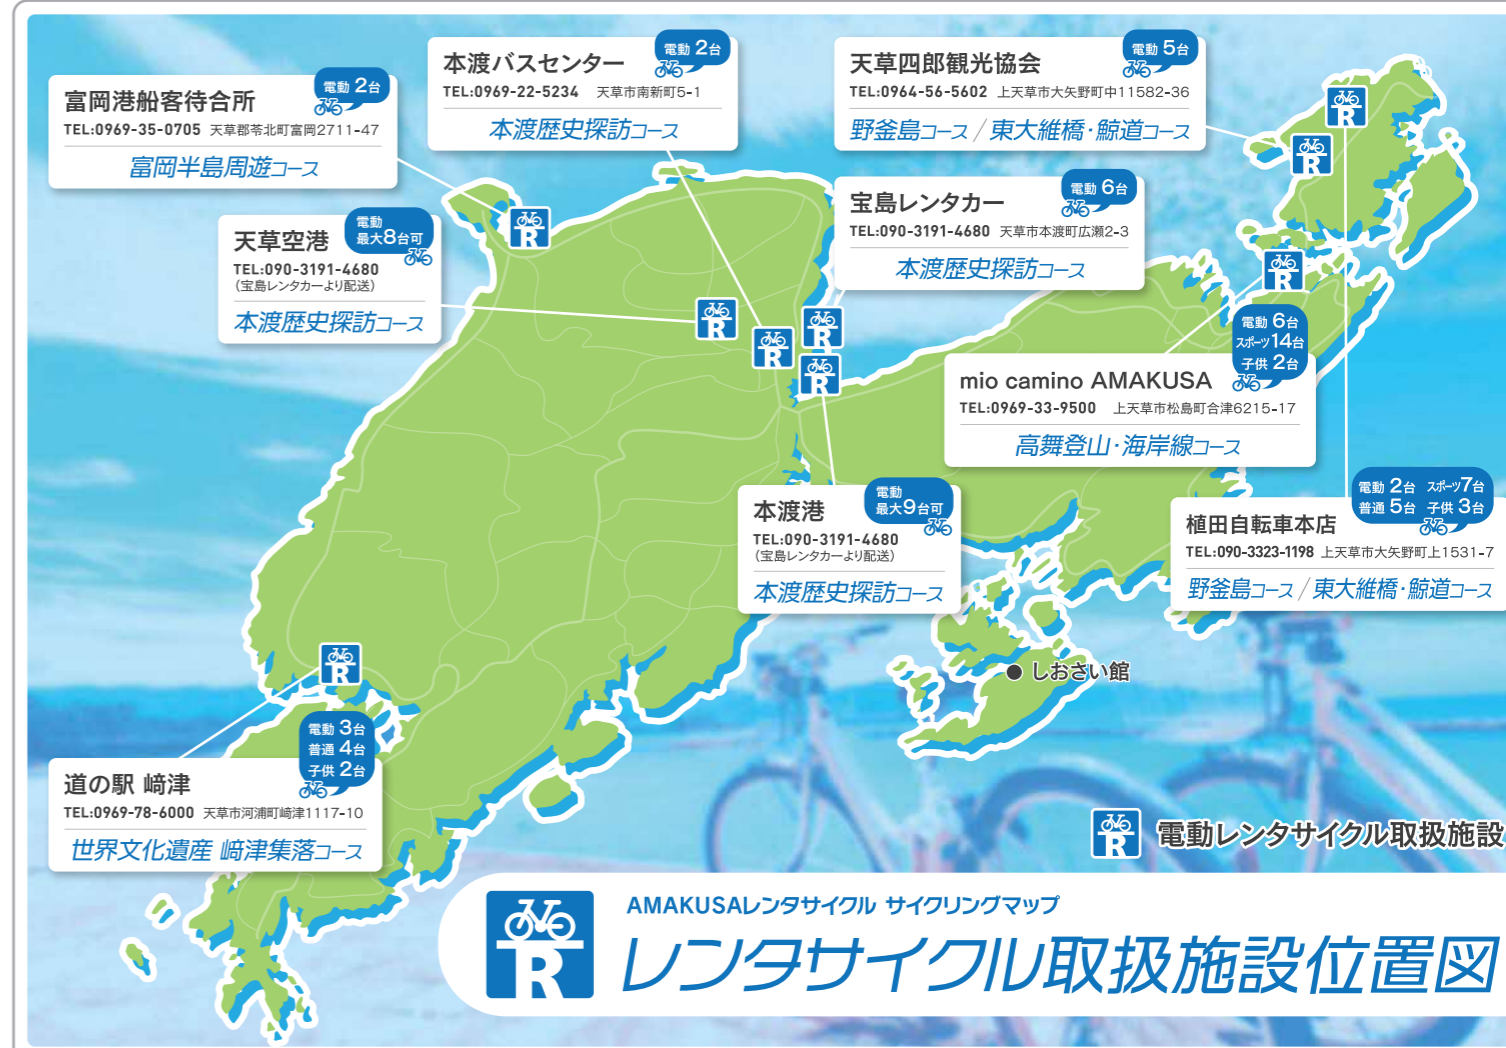 富岡港船客待合所
電動 2台
TEL:0969-35-0705 天草郡苓北町富岡2711-47
富岡半島周遊コース
本渡バスセンター
電動 2台
TEL:0969-22-5234 天草市南新町5-1
本渡歴史探訪コース
天草四郎観光協会
電動 5台
TEL:0964-56-5602 上天草市大矢野町中11582-36
野釜島コース/東大維橋・鯨道コース
天草空港
電動
最大8台可
TEL:090-3191-4680
(宝島レンタカーより配送)
本渡歴史探訪コース
宝島レンタカー
電動 6台
TEL:090-3191-4680 天草市本渡町広瀬2-3
本渡歴史探訪コース
R
R
R
R
R
R
R
R
電動 6台
スポーツ14台
子供 2台
mio camino AMAKUSA
TEL:0969-33-9500 上天草市松島町合津6215-17
高舞登山・海岸線コース
本渡港
電動
最大9台可
TEL:090-3191-4680
(宝島レンタカーより配送)
本渡歴史探訪コース
電動 2台 スポーツ7台
普通 5台 子供 3台
植田自転車本店
TEL:090-3323-1198 上天草市大矢野町上1531-7
野釜島コース/東大維橋・鯨道コース
しおさい館
R
電動 3台
普通 4台
子供 2台
道の駅 﨑津
TEL:0969-78-6000 天草市河浦町﨑津1117-10
世界文化遺産 﨑津集落コース
R
電動レンタサイクル取扱施設
AMAKUSAレンタサイクル サイクリングマップ
R
レンタサイクル取扱施設位置図